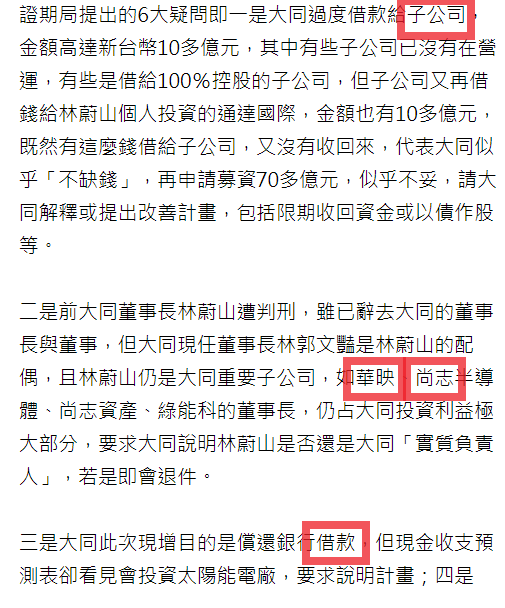 證期局提出的6大疑問即一是大同過度借款給子公司，
金額高達新台幣10多億元，其中有些子公司已沒有在營
運，有些是借給100%控股的子公司，但子公司又再借
錢給林蔚山個人投資的通達國際，金額也有10多億元，
既然有這麼錢借給子公司，又沒有收回來，代表大同似
乎「不缺錢」，再申請募資70多億元，似乎不妥，請大
同解釋或提出改善計畫，包括限期收回資金或以債作股
等。
二是前大同董事長林蔚山遭判刑，雖已辭去大同的董事
長與董事，但大同現任董事長林郭文艷是林蔚山的配
偶，且林蔚山仍是大同重要子公司，如華映、尚志半導
體、尚志資產、綠能科的董事長，仍占大同投資利益極
大部分，要求大同說明林蔚山是否還是大同「實質負責
人」，若是即會退件。
三是大同此次現增目的是償還銀行借款，但現金收支預
測表卻看見會投資太陽能電廠，要求說明計畫；四是